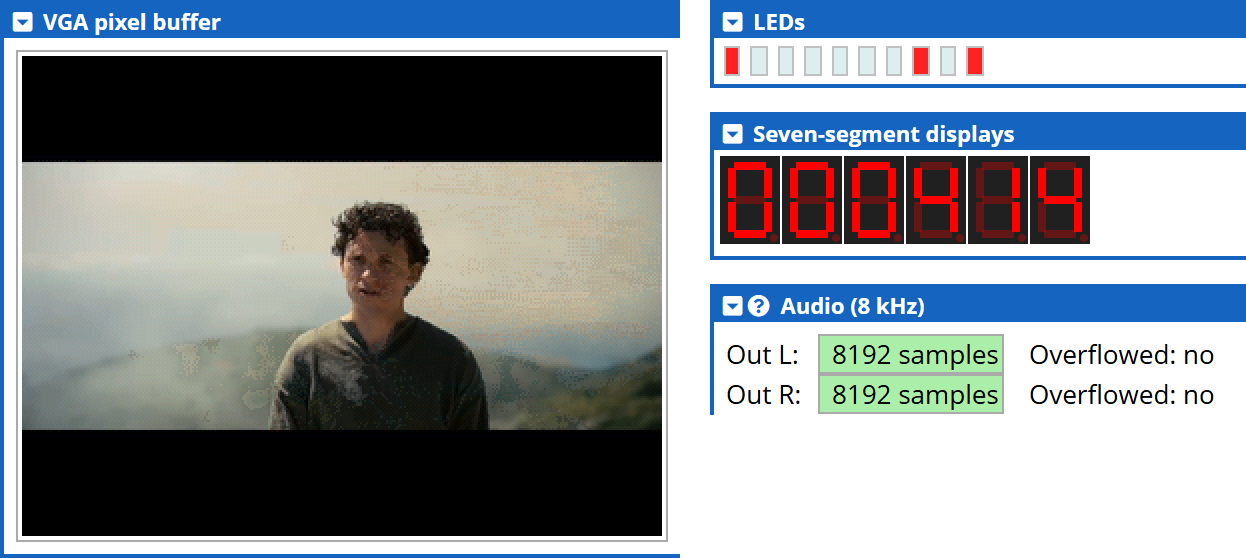 VGA pixel buffer
LEDs
Seven-segment displays
000414
Audio (8 kHz)
Out L: 8192 samples Overflowed: no
Out R: 8192 samples Overflowed: no